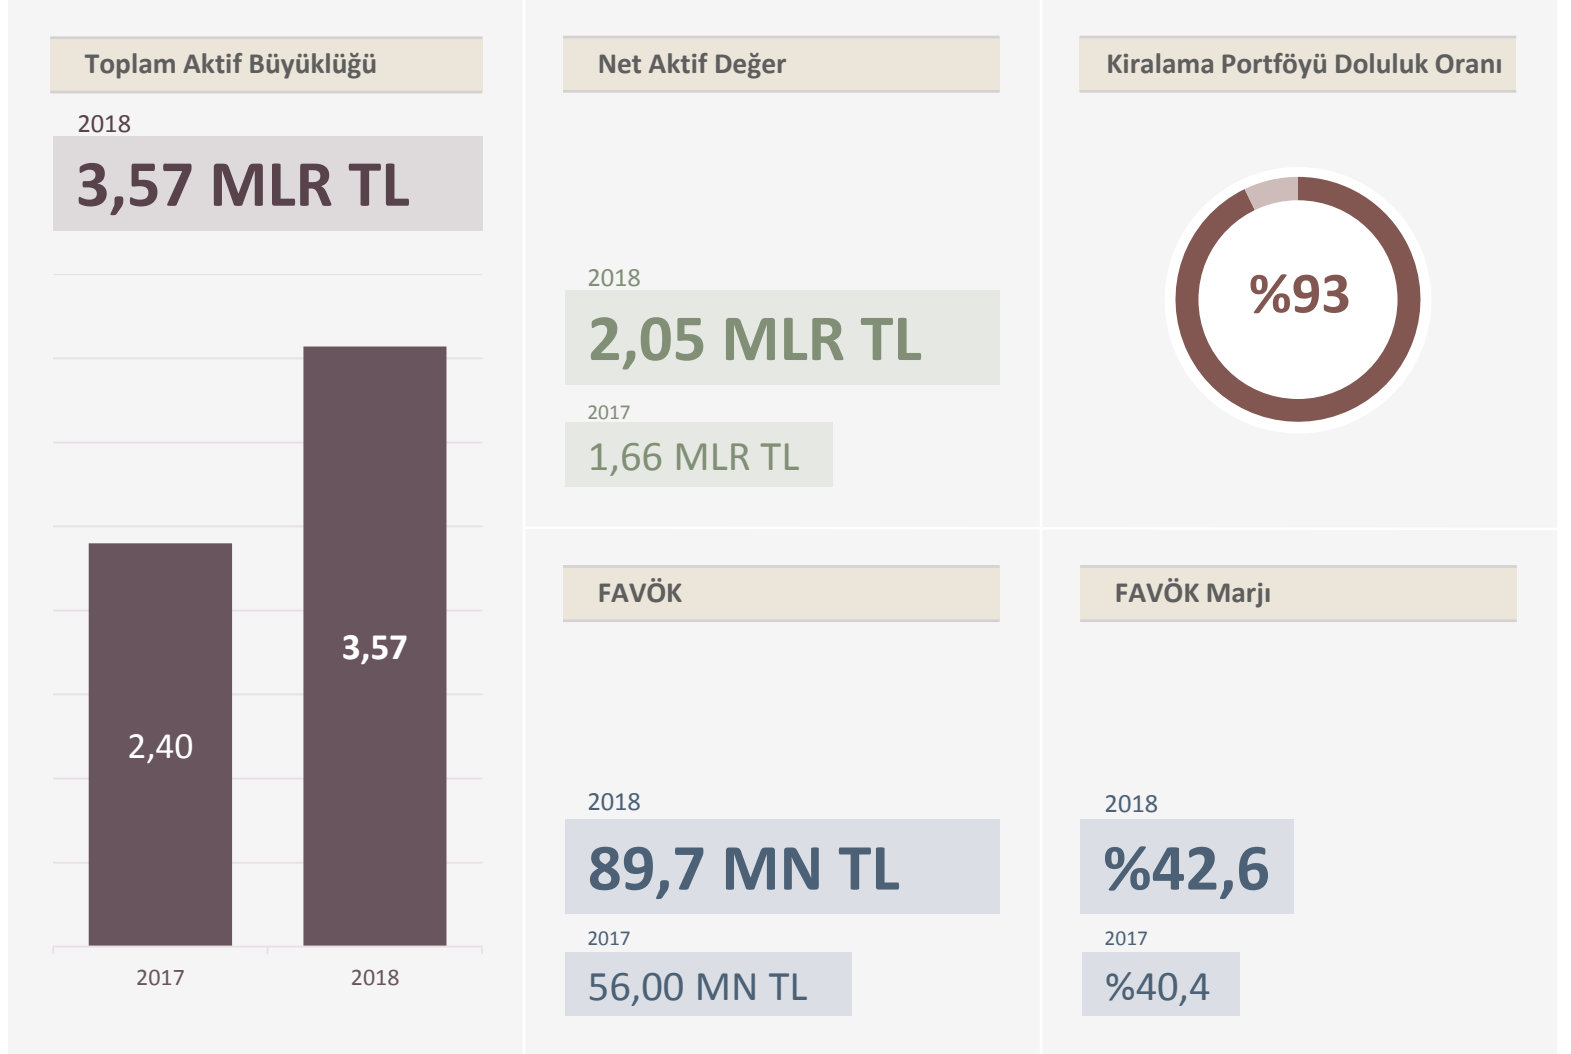 Toplam Aktif Büyüklüğü
2018
3,57 MLR TL
2,40
3,57
2017
2018
Net Aktif Değer
2018
2,05 MLR TL
2017
1,66 MLR TL
Kiralama Portföyü Doluluk Oranı
%93
FAVÖK
2018
89,7 MN TL
2017
56,00 MN TL
FAVÖK Marjı
2018
%42,6
2017
%40,4